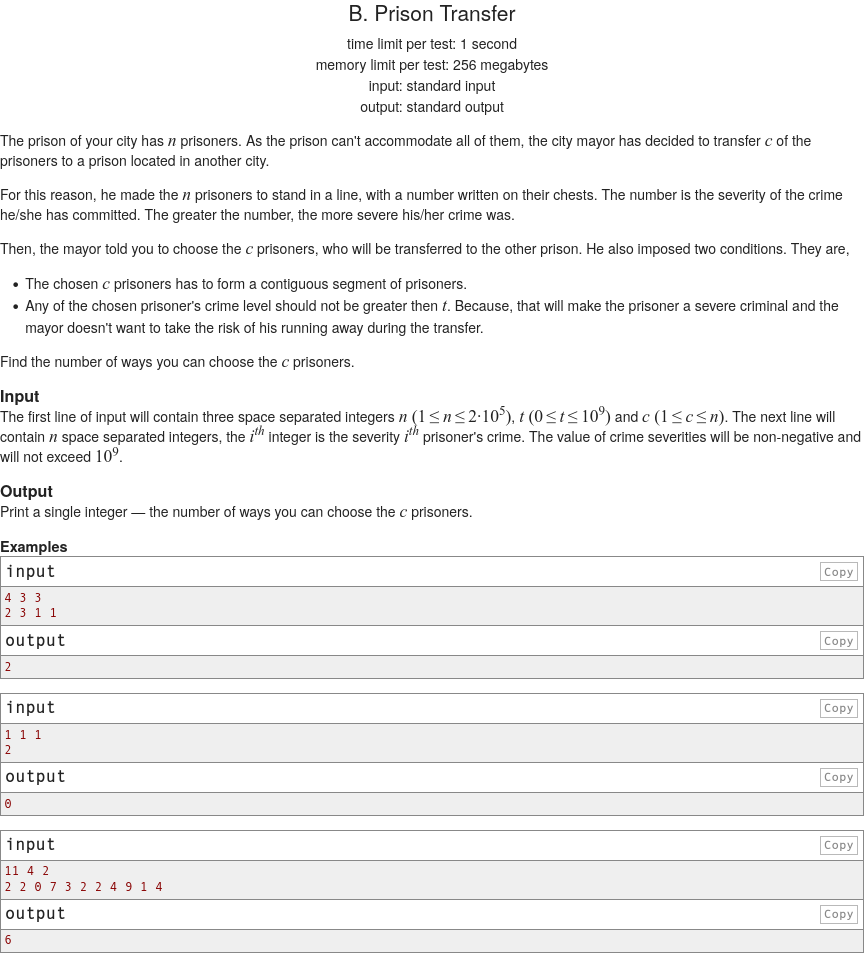 B. Prison Transfer
time limit per test: 1 second
memory limit per test: 256 megabytes
input: standard input
output: standard output
The prison of your city has n prisoners. As the prison can't accommodate all of them, the city mayor has decided to transfer c of the
prisoners to a prison located in another city.
For this reason, he made the n prisoners to stand in a line, with a number written on their chests. The number is the severity of the crime
he/she has committed. The greater the number, the more severe his/her crime was.
Then, the mayor told you to choose the c prisoners, who will be transferred to the other prison. He also imposed two conditions. They are,
• The chosen c prisoners has to form a contiguous segment of prisoners.
• Any of the chosen prisoner's crime level should not be greater then t. Because, that will make the prisoner a severe criminal and the
mayor doesn't want to take the risk of his running away during the transfer.
Find the number of ways you can choose the c prisoners.
Input
The first line of input will contain three space separated integers n (1 ≤ n ≤ 2·10^5), t (0 ≤ t ≤ 10^9) and c (1 ≤ c ≤ n). The next line will
contain n space separated integers, the i^th integer is the severity i^th prisoner's crime. The value of crime severities will be non-negative and
will not exceed 10^9.
Output
Print a single integer — the number of ways you can choose the c prisoners.
Examples
input Copy
4 3 3
2 3 1 1
output Copy
2
input Copy
1 1 1
2
output Copy
0
input Copy
11 4 2
2 2 0 7 3 2 2 4 9 1 4
output Copy
6